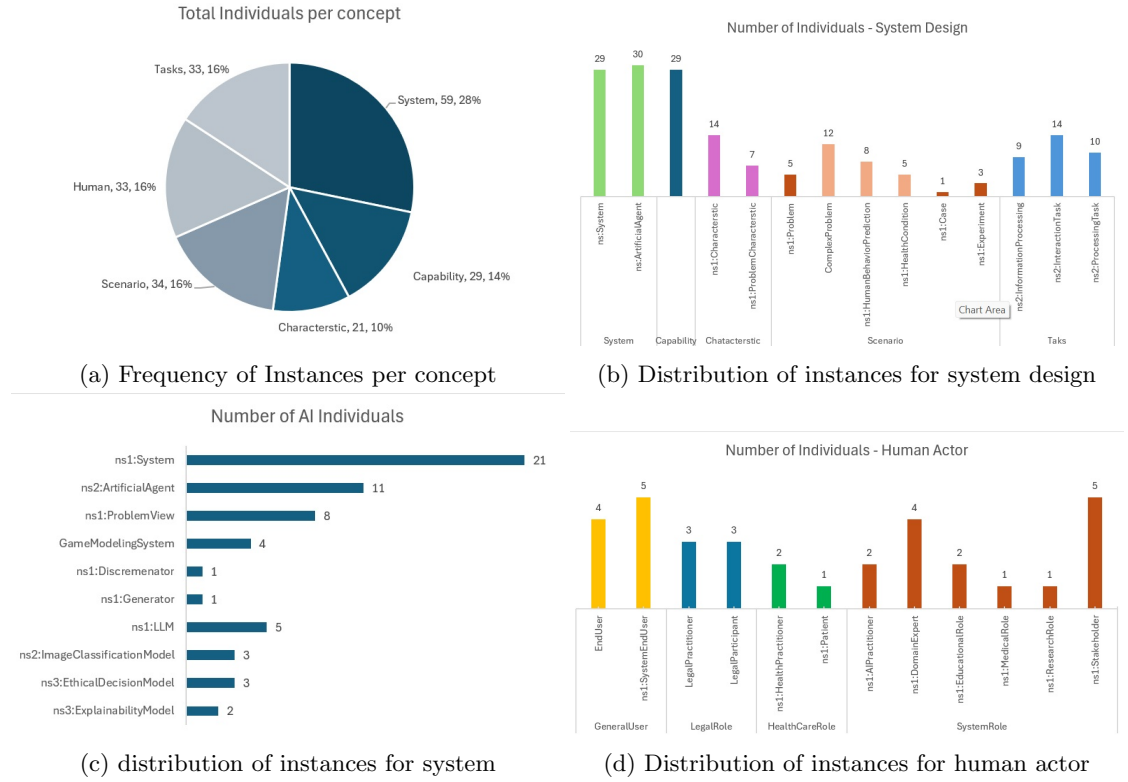 Total Individuals per concept
Tasks, 33, 16%
System, 59, 28%
Human, 33, 16%
Capability, 29, 14%
Scenario, 34, 16%
Characterstic, 21, 10%
(a) Frequency of Instances per concept
Number of Individuals - System Design
29
30
29
14
7
5
12
8
5
1
3
9
14
10
ns:System
ns:ArtificialAgent
ns1:Characterstic
ns1:ProblemCharacterstic
ns1:Problem
ComplexProblem
ns1:HumanBehaviorPrediction
ns1:HealthCondition
ns1:Case
ns1:Experiment
ns2:InformationProcessing
ns2:InteractionTask
ns2:ProcessingTask
Chart Area
System
Capability
Chatacterstic
Scenario
Taks
(b) Distribution of instances for system design
Number of AI Individuals
ns1:System 21
ns2:ArtificialAgent 11
ns1:ProblemView 8
GameModelingSystem 4
ns1:Discremenator 1
ns1:Generator 1
ns1:LLM 5
ns2:ImageClassificationModel 3
ns3:EthicalDecisionModel 3
ns3:ExplainabilityModel 2
(c) distribution of instances for system
Number of Individuals - Human Actor
4
5
3
3
2
1
2
4
2
1
1
5
EndUser
ns1:SystemEndUser
LegalPractitioner
LegalParticipant
ns1:HealthPractitioner
ns1:Patient
ns1:AIPractitioner
ns1:DomainExpert
ns1:EducationalRole
ns1:MedicalRole
ns1:ResearchRole
ns1:Stakeholder
GeneralUser
LegalRole
HealthCareRole
SystemRole
(d) Distribution of instances for human actor